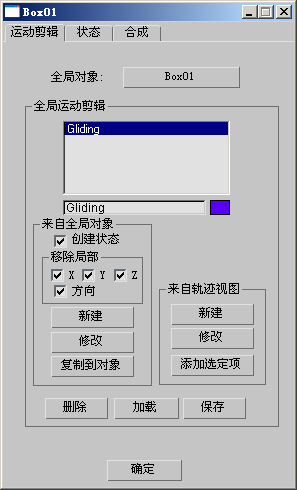 Box01
运动剪辑 状态 合成
全局对象: Box01
全局运动剪辑
Gliding
Gliding
来自全局对象
创建状态
移除局部
X Y Z
方向
新建
修改
复制到对象
来自轨迹视图
新建
修改
添加选定项
删除 加载 保存
确定